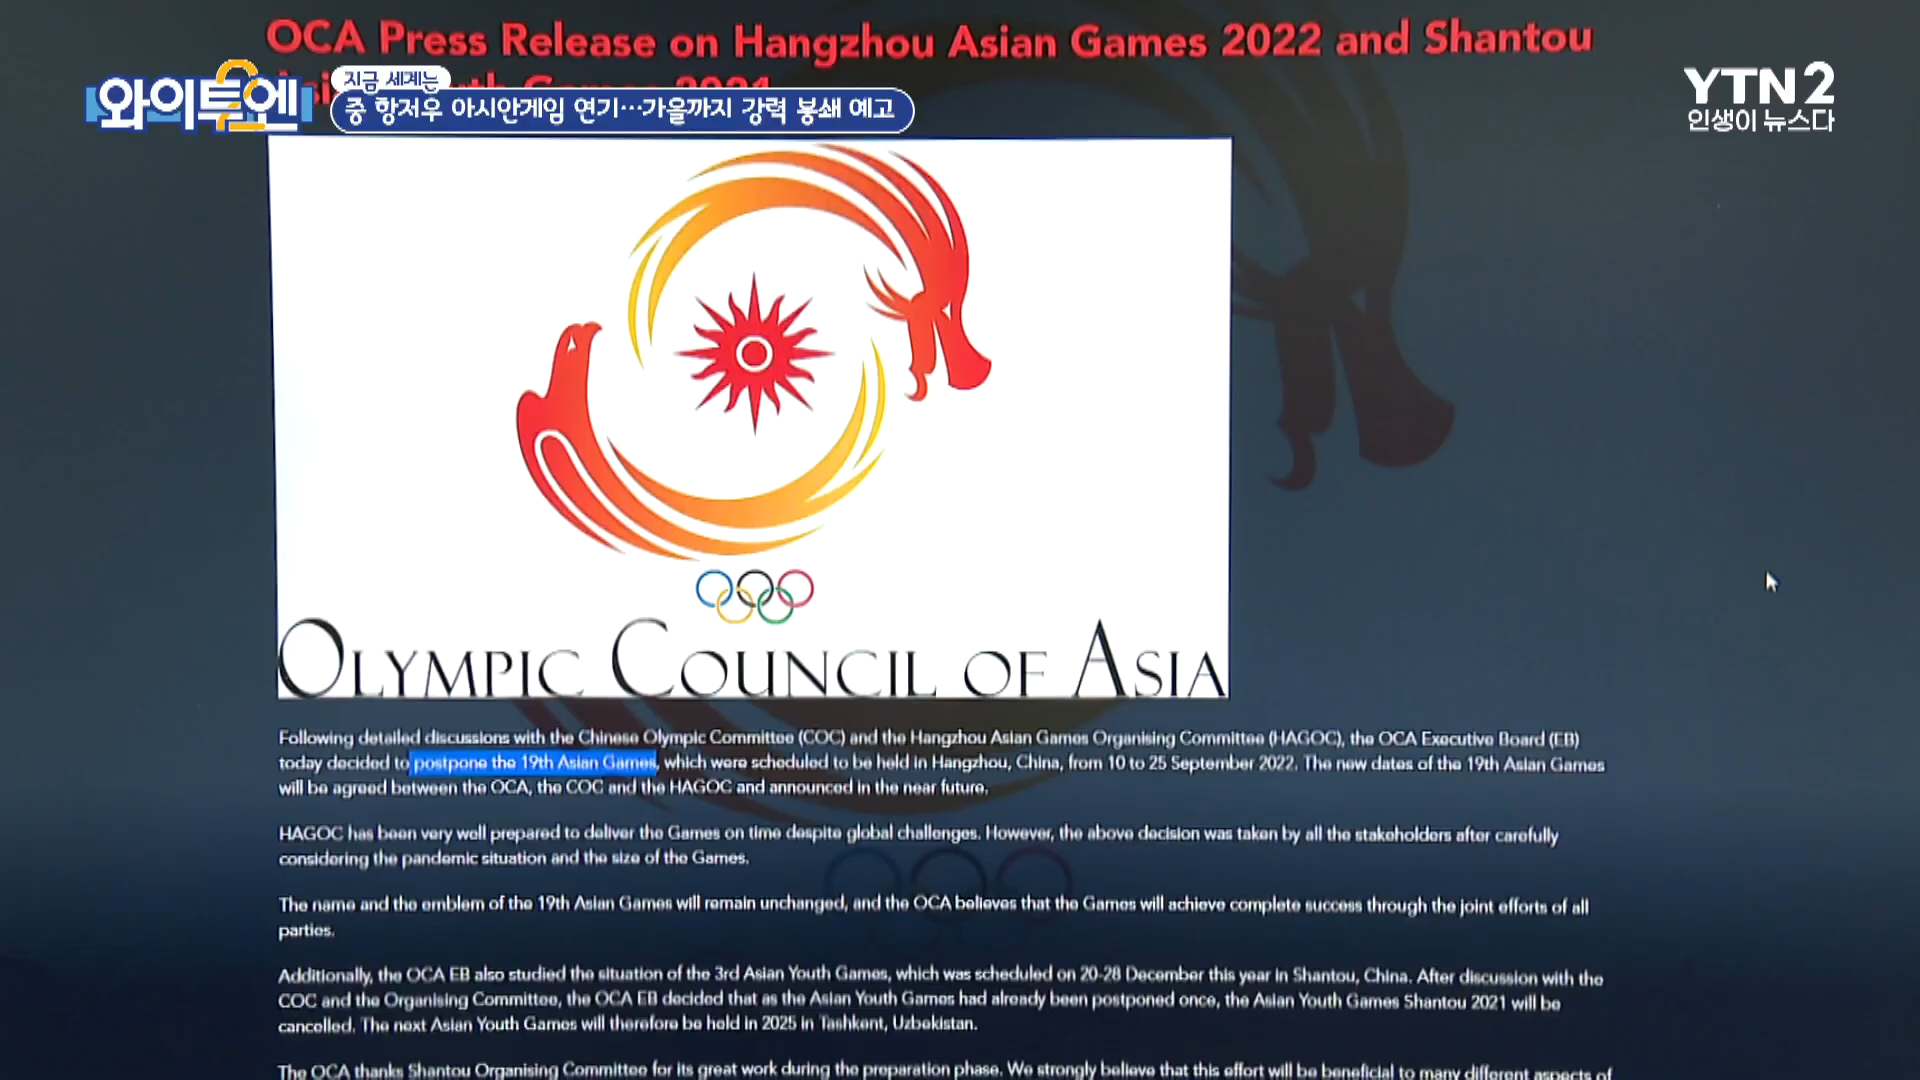 OCA Press Release on Hangzhou Asian Games 2022 and Shantou
Games 2021
와이투엔 2
지금 세계는
중 항저우 아시안게임 연기…가을까지 강력 봉쇄 예고
YTN2
인생이 뉴스다
OLYMPIC COUNCIL OF ASIA
Following detailed discussions with the Chinese Olympic Committee (COC) and the Hangzhou Asian Games Organising Committee (HAGOC), the OCA Executive Board (EB)
today decided to postpone the 19th Asian Games, which were scheduled to be held in Hangzhou, China, from 10 to 25 September 2022. The new dates of the 19th Asian Games
will be agreed between the OCA, the COC and the HAGOC and announced in the near future.
HAGOC has been very well prepared to deliver the Games on time despite global challenges. However, the above decision was taken by all the stakeholders after carefully
considering the pandemic situation and the size of the Games.
The name and the emblem of the 19th Asian Games will remain unchanged, and the OCA believes that the Games will achieve complete success through the joint efforts of all
parties.
Additionally, the OCA EB also studied the situation of the 3rd Asian Youth Games, which was scheduled on 20-28 December this year in Shantou, China. After discussion with the
COC and the Organising Committee, the OCA EB decided that as the Asian Youth Games had already been postponed once, the Asian Youth Games Shantou 2021 will be
cancelled. The next Asian Youth Games will therefore be held in 2025 in Tashkent, Uzbekistan.
The OCA thanks Shantou Organising Committee for its great work during the preparation phase. We strongly believe that this effort will be beneficial to many different aspects of